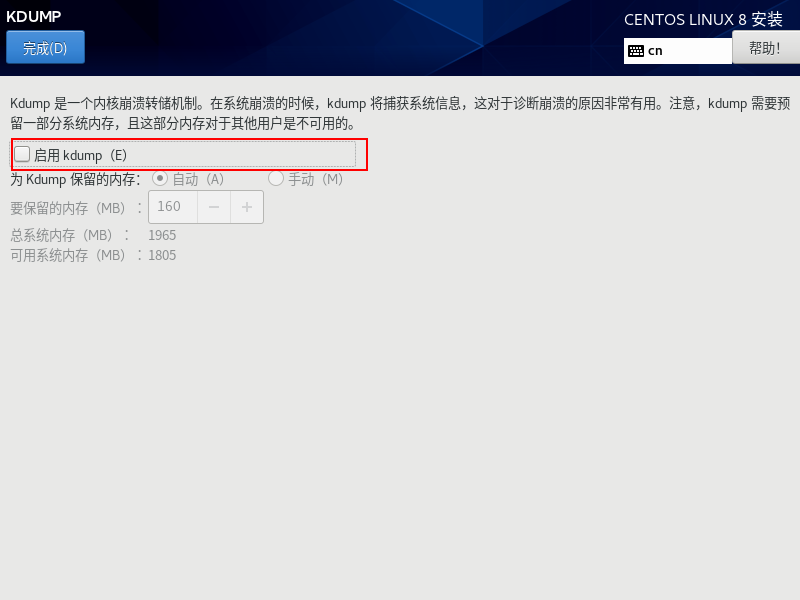 KDUMP
CENTOS LINUX 8 安装
完成(D)
cn
帮助！
Kdump 是一个内核崩溃转储机制。在系统崩溃的时候，kdump 将捕获系统信息，这对于诊断崩溃的原因非常有用。注意，kdump 需要预
留一部分系统内存，且这部分内存对于其他用户是不可用的。
启用 kdump（E）
为 Kdump 保留的内存： 自动（A） 手动（M）
要保留的内存（MB）： 160 − +
总系统内存（MB）： 1965
可用系统内存（MB）：1805